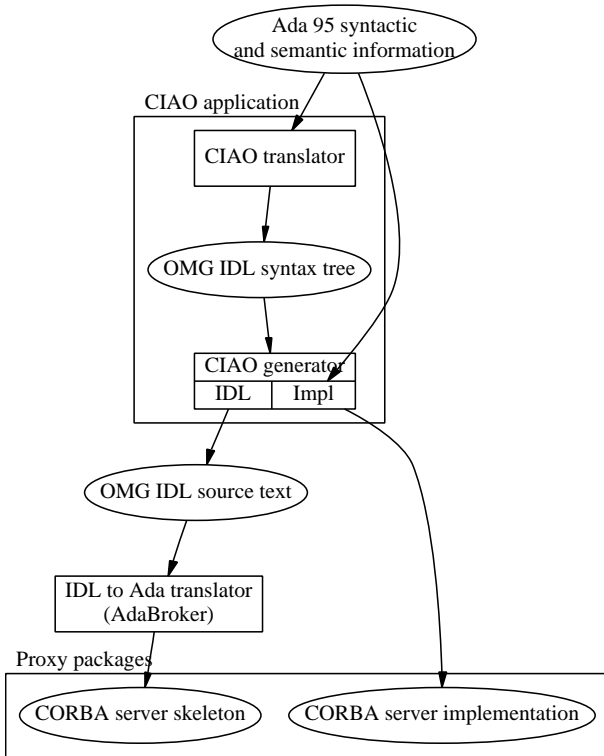 Ada 95 syntactic
and semantic information
CIAO application
CIAO translator
OMG IDL syntax tree
CIAO generator
IDL
Impl
OMG IDL source text
IDL to Ada translator
(AdaBroker)
Proxy packages
CORBA server skeleton
CORBA server implementation